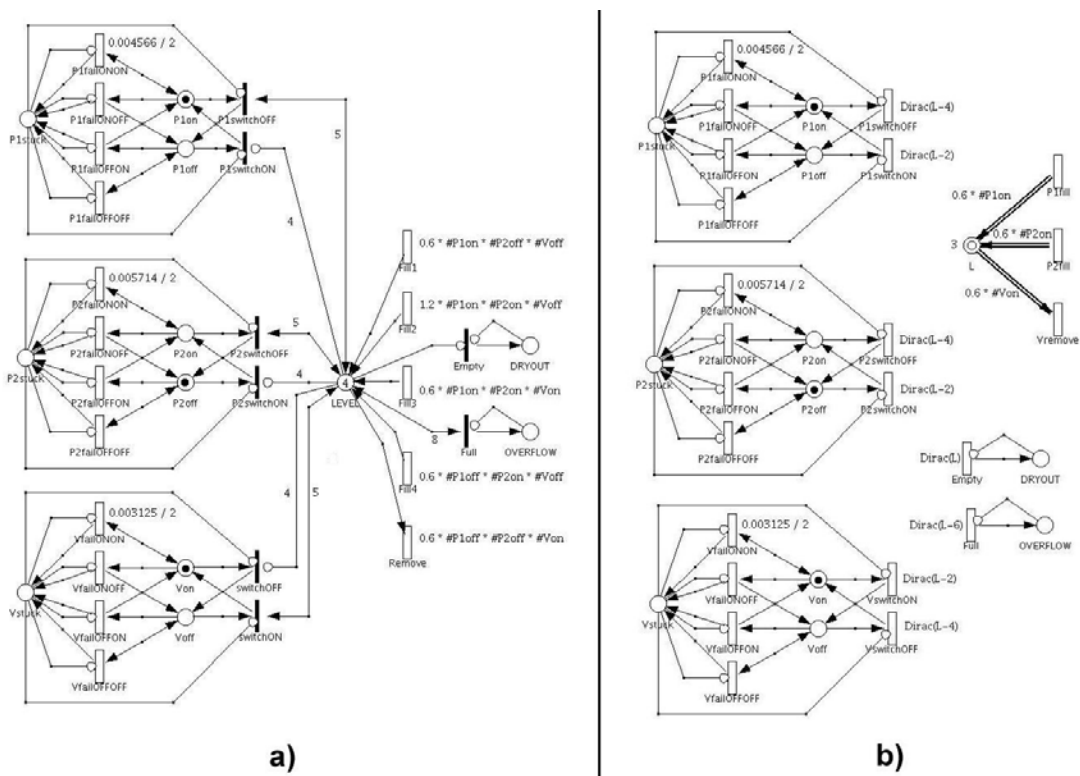 0.004566 / 2
P1failONON
P1failONOFF
P1on
P1switchOFF
P1stuck
P1failOFFON
P1off
P1switchON
P1failOFFOFF
5
4
0.005714 / 2
P2failONON
P2failONOFF
P2on
P2switchOFF
P2stuck
P2failOFFON
P2off
P2switchON
P2failOFFOFF
5
4
0.003125 / 2
VfailONON
VfailONOFF
Von
switchOFF
Vstuck
VfailOFFON
Voff
switchON
VfailOFFOFF
4
5
Fill1
0.6 * #P1on * #P2off * #Voff
Fill2
1.2 * #P1on * #P2on * #Voff
Empty
DRYOUT
4
LEVEL
Fill3
0.6 * #P1on * #P2on * #Von
8
Full
OVERFLOW
Fill4
0.6 * #P1off * #P2on * #Voff
Remove
0.6 * #P1off * #P2off * #Von
a)
0.004566 / 2
P1failONON
P1failONOFF
P1on
P1switchOFF
Dirac(L-4)
P1stuck
P1failOFFON
P1off
P1switchON
Dirac(L-2)
P1failOFFOFF
0.005714 / 2
P2failONON
P2failONOFF
P2on
P2switchOFF
Dirac(L-4)
P2stuck
P2failOFFON
P2off
P2switchON
Dirac(L-2)
P2failOFFOFF
0.003125 / 2
VfailONON
VfailONOFF
Von
VswitchON
Dirac(L-2)
Vstuck
VfailOFFON
Voff
VswitchOFF
Dirac(L-4)
VfailOFFOFF
P1fill
0.6 * #P1on
3
L
0.6 * #P2on
P2fill
0.6 * #Von
Vremove
Dirac(L)
Empty
DRYOUT
Dirac(L-6)
Full
OVERFLOW
b)